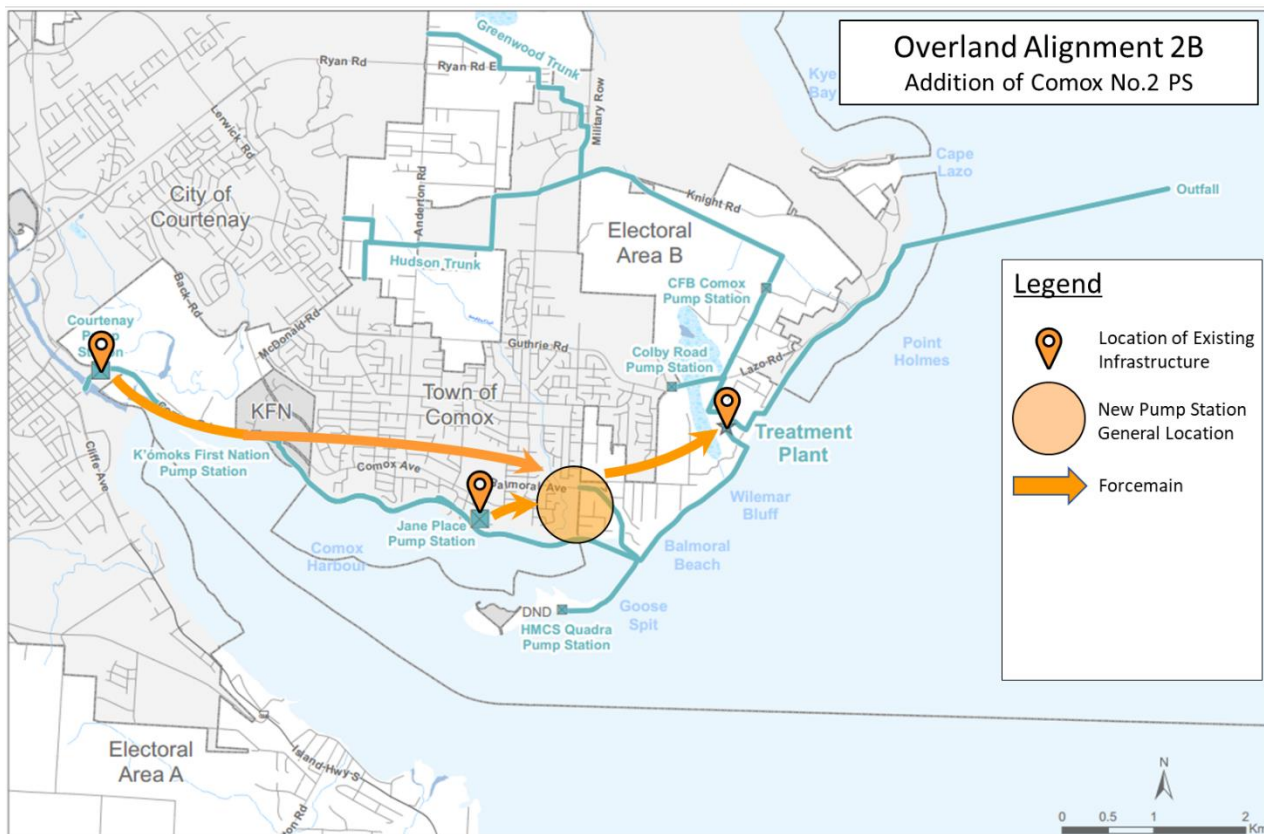 Overland Alignment 2B
Addition of Comox No.2 PS
Greenwood Trunk
Ryan Rd
Ryan Rd E
Military Row
Kye
Bay
Cape
Lazo
Outfall
Lerwick Rd
City of
Courtenay
Anderton Rd
Knight Rd
Electoral
Area B
Hudson Trunk
Back Rd
McDonald Rd
CFB Comox
Pump Station
Point
Holmes
Courtenay
Pump
Station
Guthrie Rd
Colby Road
Pump Station
Lazo Rd
Town of
Comox
KFN
Treatment
Plant
K'ómoks First Nation
Pump Station
Comox Ave
Balmoral Ave
Cliffe Ave
Wilemar
Bluff
Jane Place
Pump Station
Comox
Harbour
Balmoral
Beach
DND
Goose
Spit
HMCS Quadra
Pump Station
Electoral
Area A
Island Hwy S
ton Rd
Legend
Location of Existing
Infrastructure
New Pump Station
General Location
Forcemain
N
0 0.5 1 2
Km